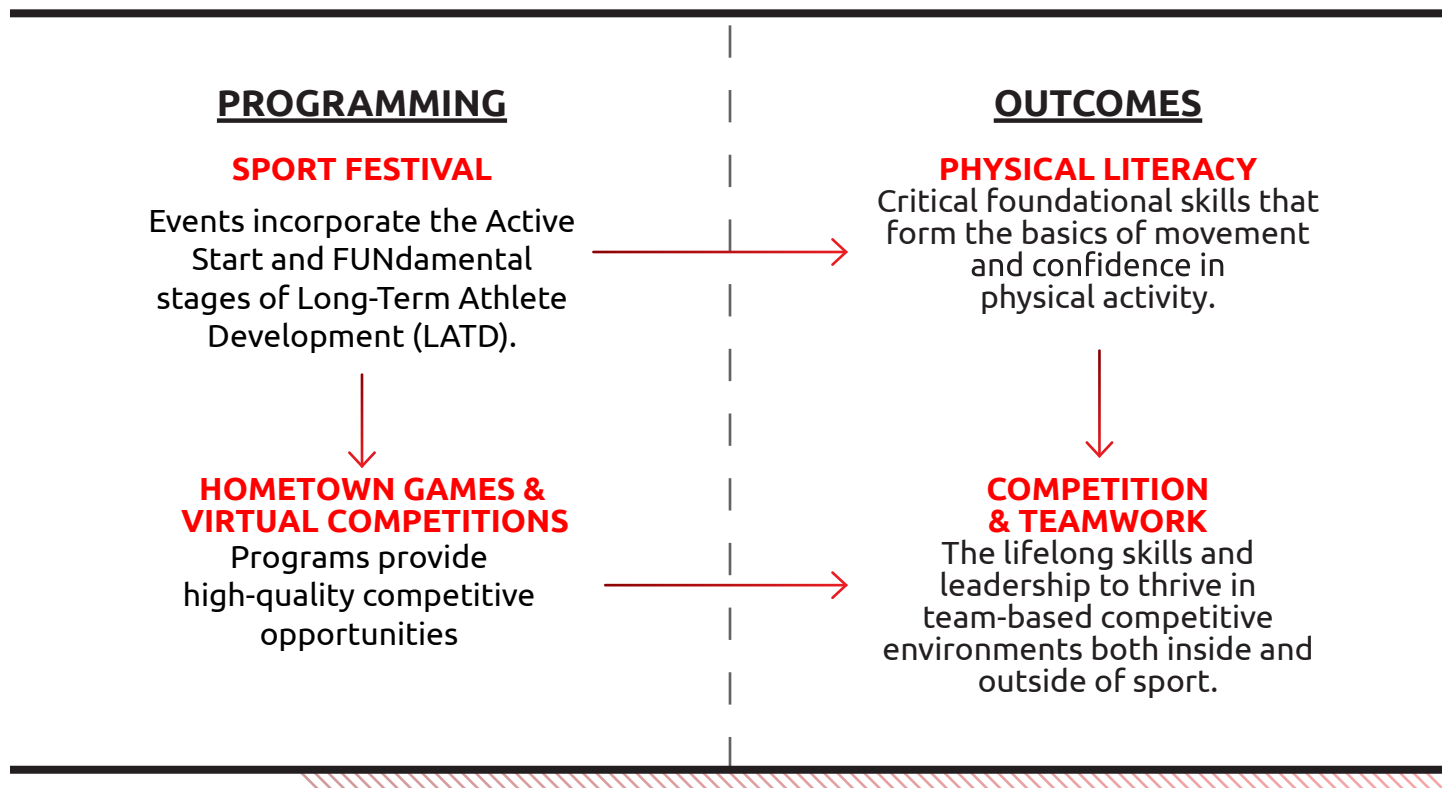 PROGRAMMING
SPORT FESTIVAL
Events incorporate the Active
Start and FUNdamental
stages of Long-Term Athlete
Development (LATD).
HOMETOWN GAMES &
VIRTUAL COMPETITIONS
Programs provide
high-quality competitive
opportunities
OUTCOMES
PHYSICAL LITERACY
Critical foundational skills that
form the basics of movement
and confidence in
physical activity.
COMPETITION
& TEAMWORK
The lifelong skills and
leadership to thrive in
team-based competitive
environments both inside and
outside of sport.